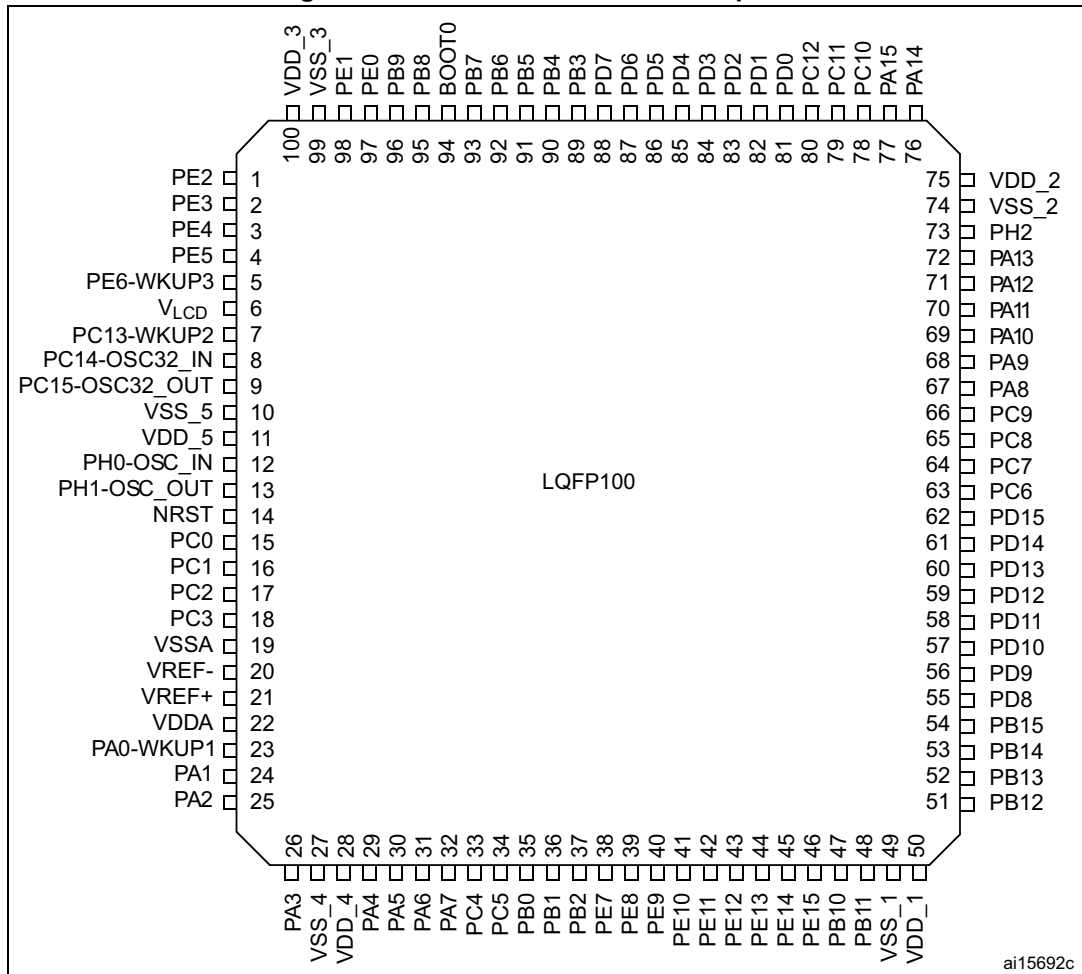 VDD_3
VSS_3
PE1
PE0
PB9
PB8
BOOT0
PB7
PB6
PB5
PB4
PB3
PD7
PD6
PD5
PD4
PD3
PD2
PD1
PD0
PC12
PC11
PC10
PA15
PA14
100 99 98 97 96 95 94 93 92 91 90 89 88 87 86 85 84 83 82 81 80 79 78 77 76
PE2 1
PE3 2
PE4 3
PE5 4
PE6-WKUP3 5
VLCD 6
PC13-WKUP2 7
PC14-OSC32_IN 8
PC15-OSC32_OUT 9
VSS_5 10
VDD_5 11
PH0-OSC_IN 12
PH1-OSC_OUT 13
NRST 14
PC0 15
PC1 16
PC2 17
PC3 18
VSSA 19
VREF- 20
VREF+ 21
VDDA 22
PA0-WKUP1 23
PA1 24
PA2 25
LQFP100
75 VDD_2
74 VSS_2
73 PH2
72 PA13
71 PA12
70 PA11
69 PA10
68 PA9
67 PA8
66 PC9
65 PC8
64 PC7
63 PC6
62 PD15
61 PD14
60 PD13
59 PD12
58 PD11
57 PD10
56 PD9
55 PD8
54 PB15
53 PB14
52 PB13
51 PB12
26 27 28 29 30 31 32 33 34 35 36 37 38 39 40 41 42 43 44 45 46 47 48 49 50
PA3
VSS_4
VDD_4
PA4
PA5
PA6
PA7
PC4
PC5
PB0
PB1
PB2
PE7
PE8
PE9
PE10
PE11
PE12
PE13
PE14
PE15
PB10
PB11
VSS_1
VDD_1
ai15692c